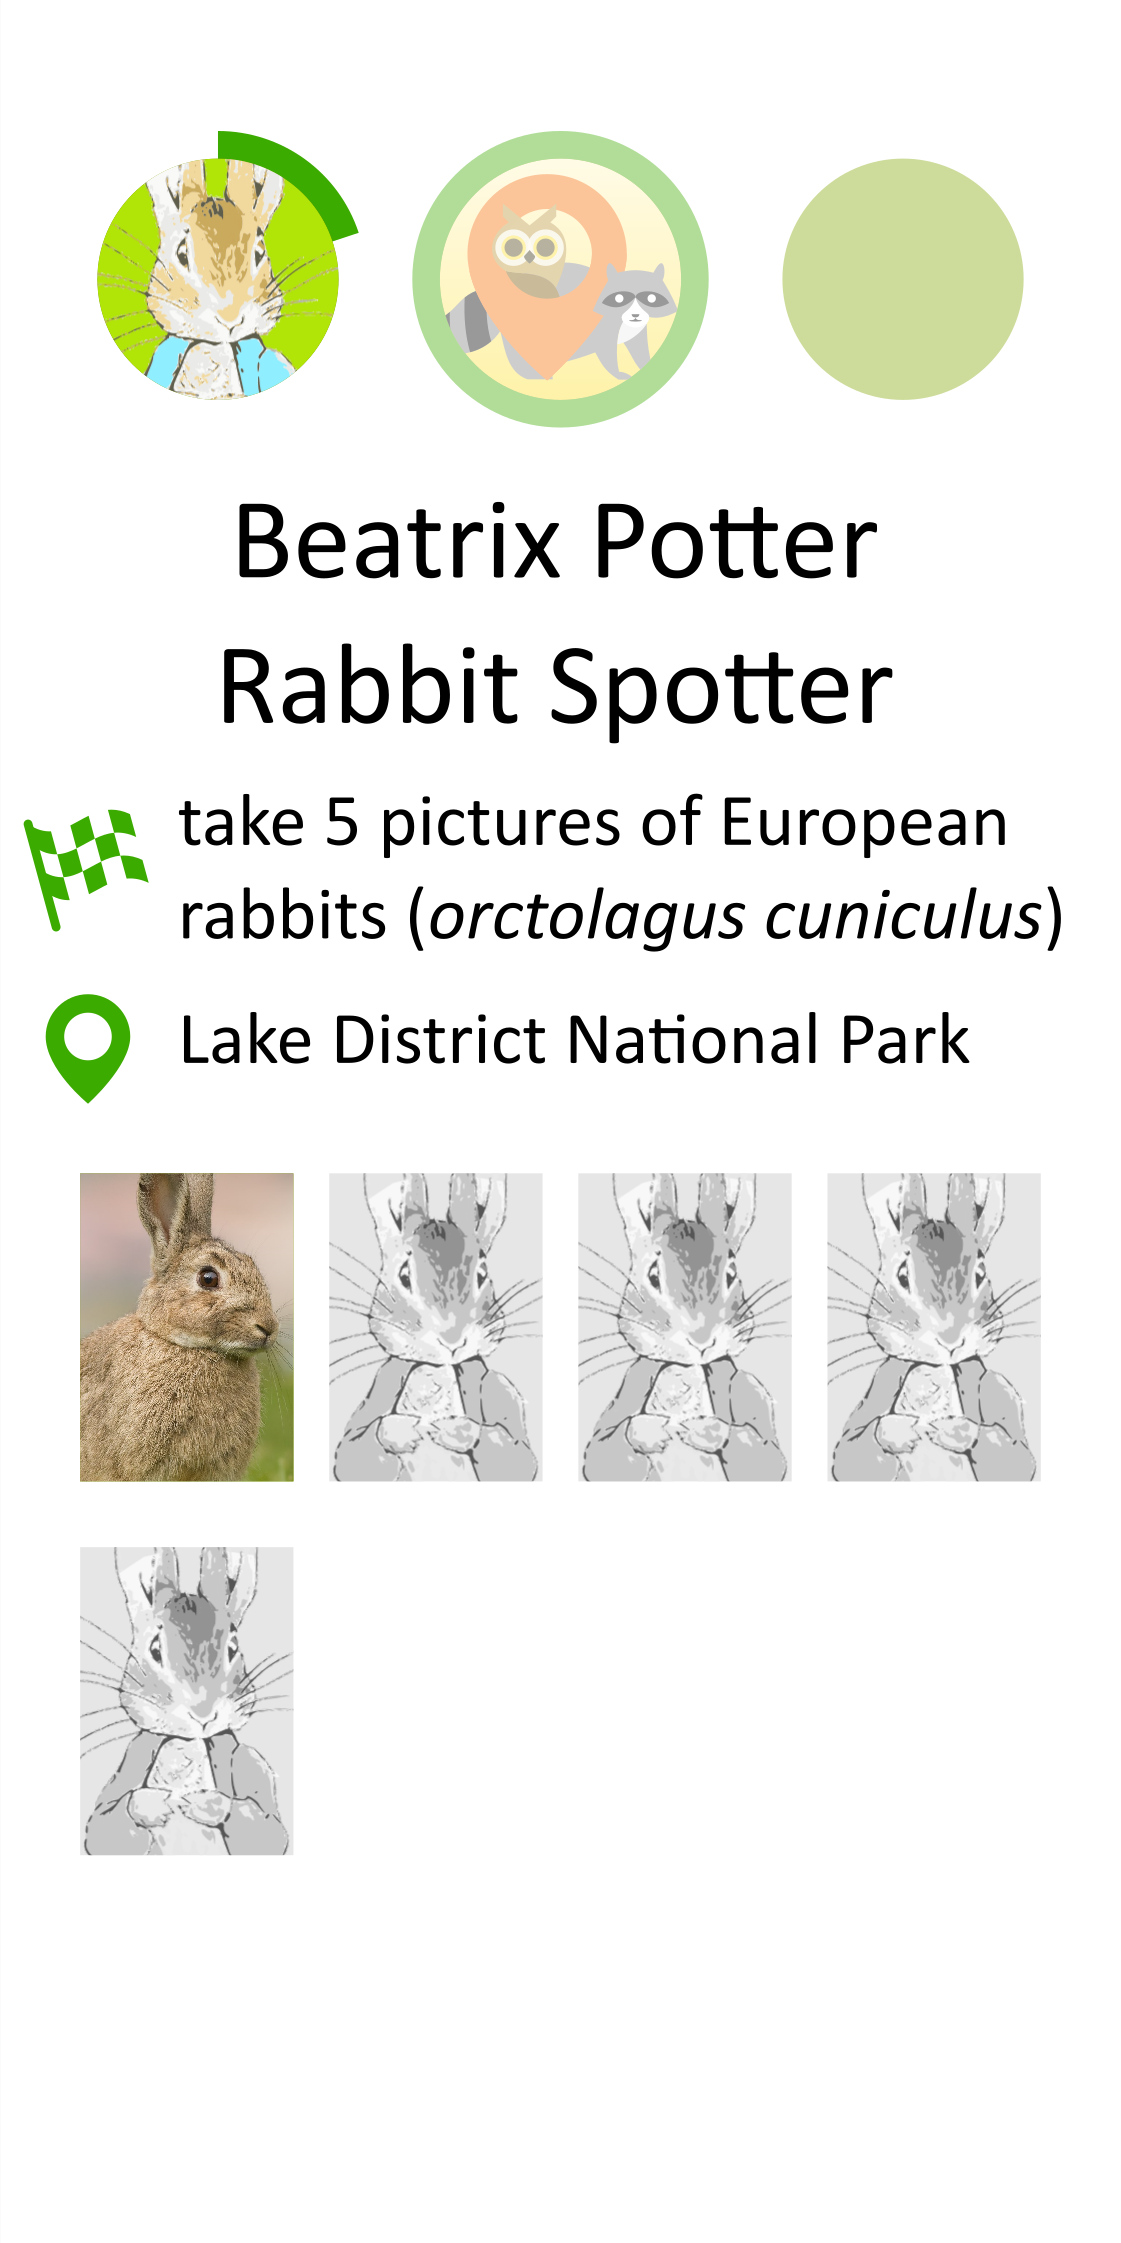 Beatrix Potter
Rabbit Spotter
take 5 pictures of European
rabbits (orctolagus cuniculus)
Lake District National Park